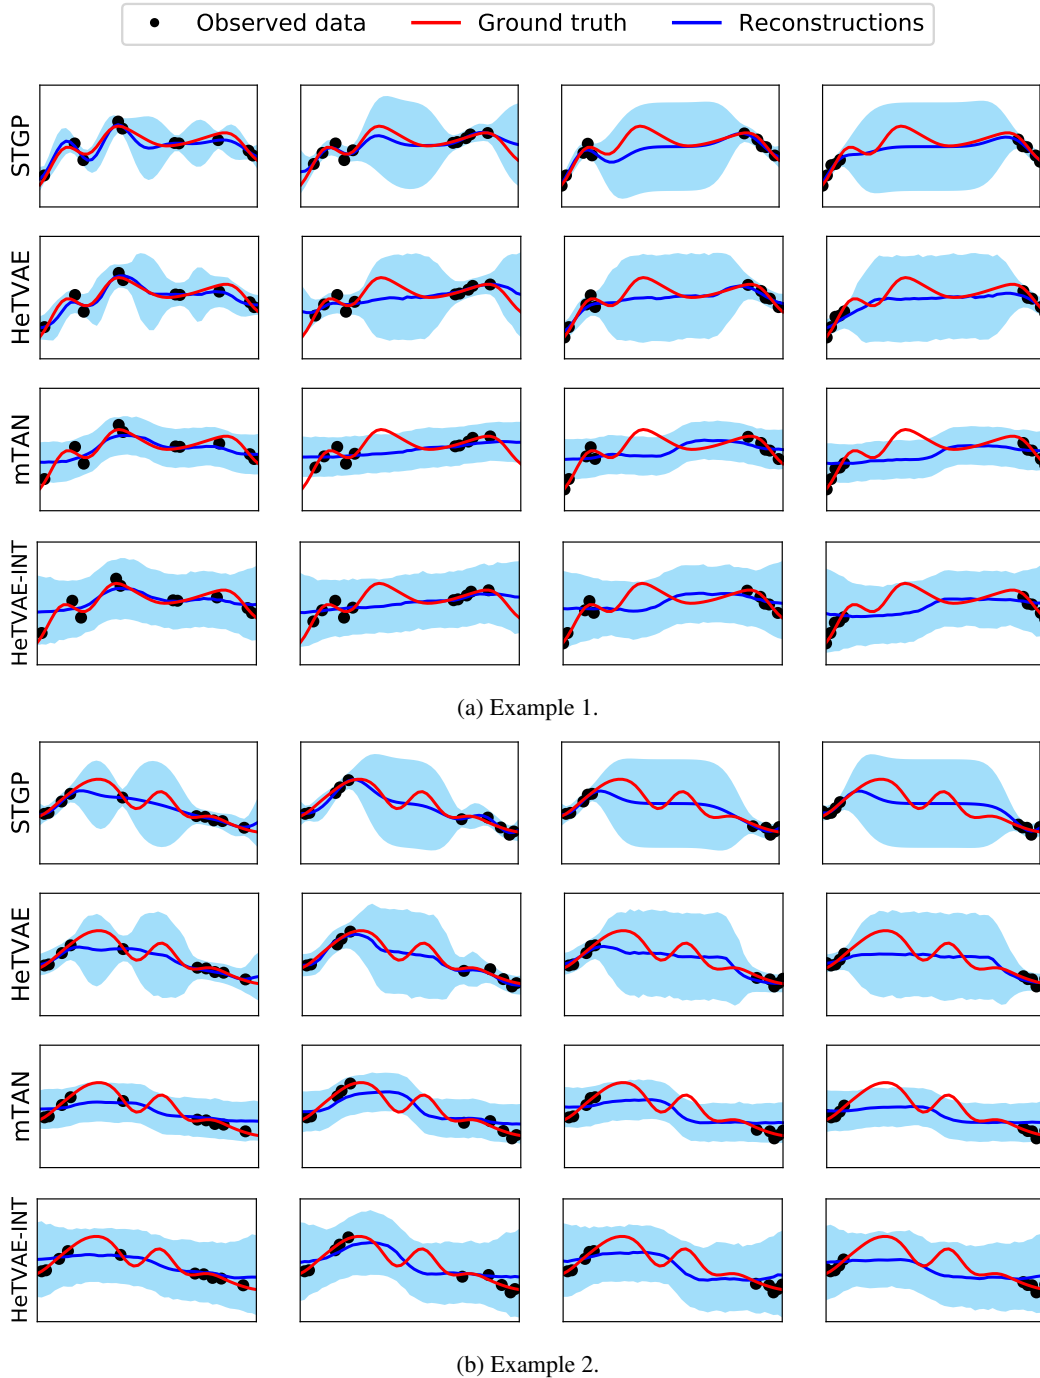 Observed data Ground truth Reconstructions
STGP
HeTVAE
mTAN
HeTVAE-INT
(a) Example 1.
STGP
HeTVAE
mTAN
HeTVAE-INT
(b) Example 2.